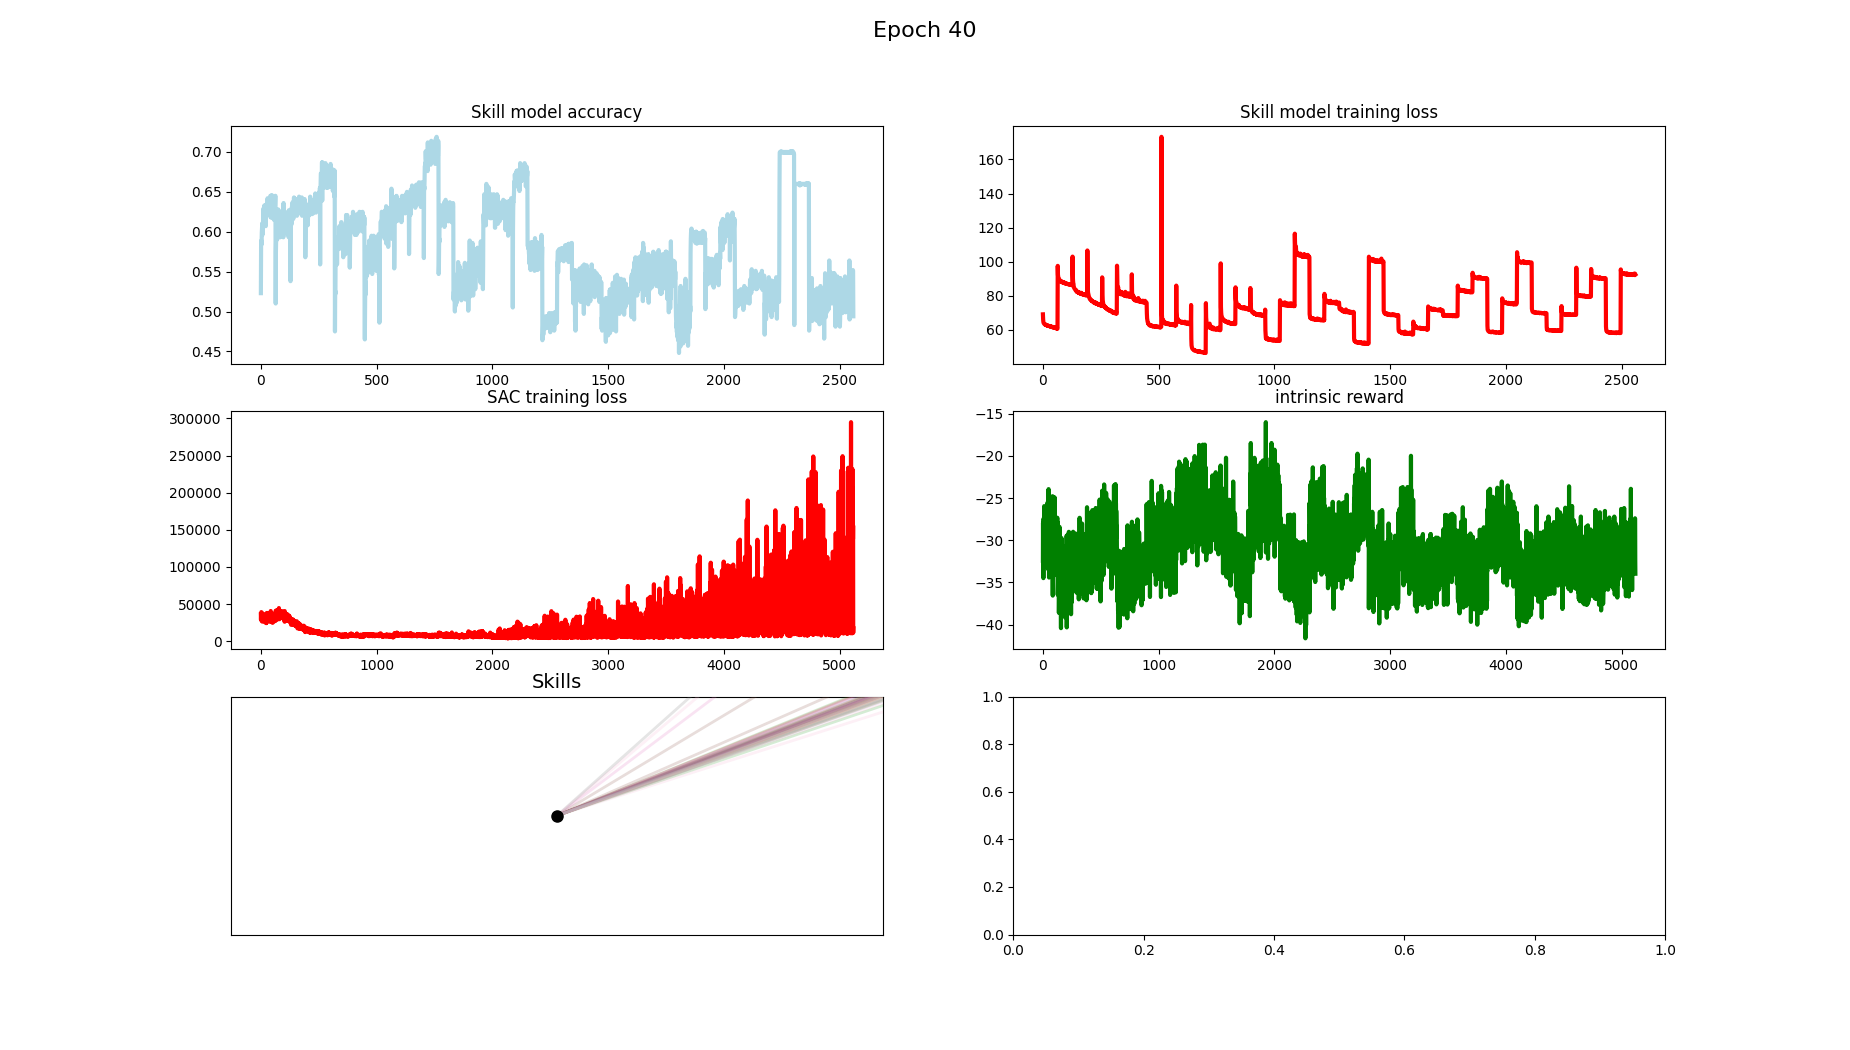 Epoch 40
Skill model accuracy
0.70
0.65
0.60
0.55
0.50
0.45
0 500 1000 1500 2000 2500
Skill model training loss
160
140
120
100
80
60
0 500 1000 1500 2000 2500
SAC training loss
300000
250000
200000
150000
100000
50000
0
0 1000 2000 3000 4000 5000
intrinsic reward
−15
−20
−25
−30
−35
−40
0 1000 2000 3000 4000 5000
Skills
1.0
0.8
0.6
0.4
0.2
0.0
0.0 0.2 0.4 0.6 0.8 1.0